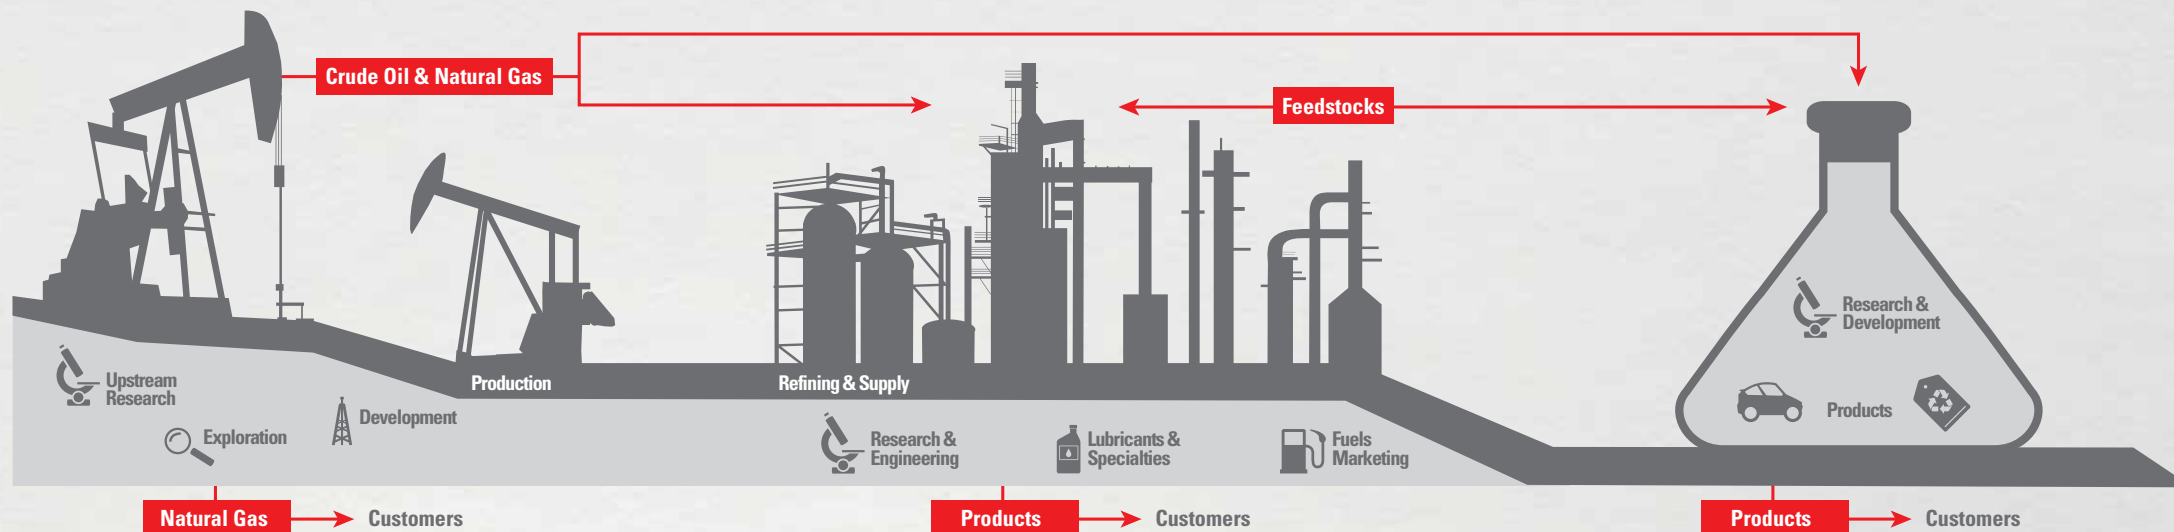 Crude Oil & Natural Gas
Feedstocks
Research &
Development
Upstream
Research
Production
Refining & Supply
Development
Products
Exploration
Research &
Engineering
Lubricants &
Specialties
Fuels
Marketing
Natural Gas
Customers
Products
Customers
Products
Customers